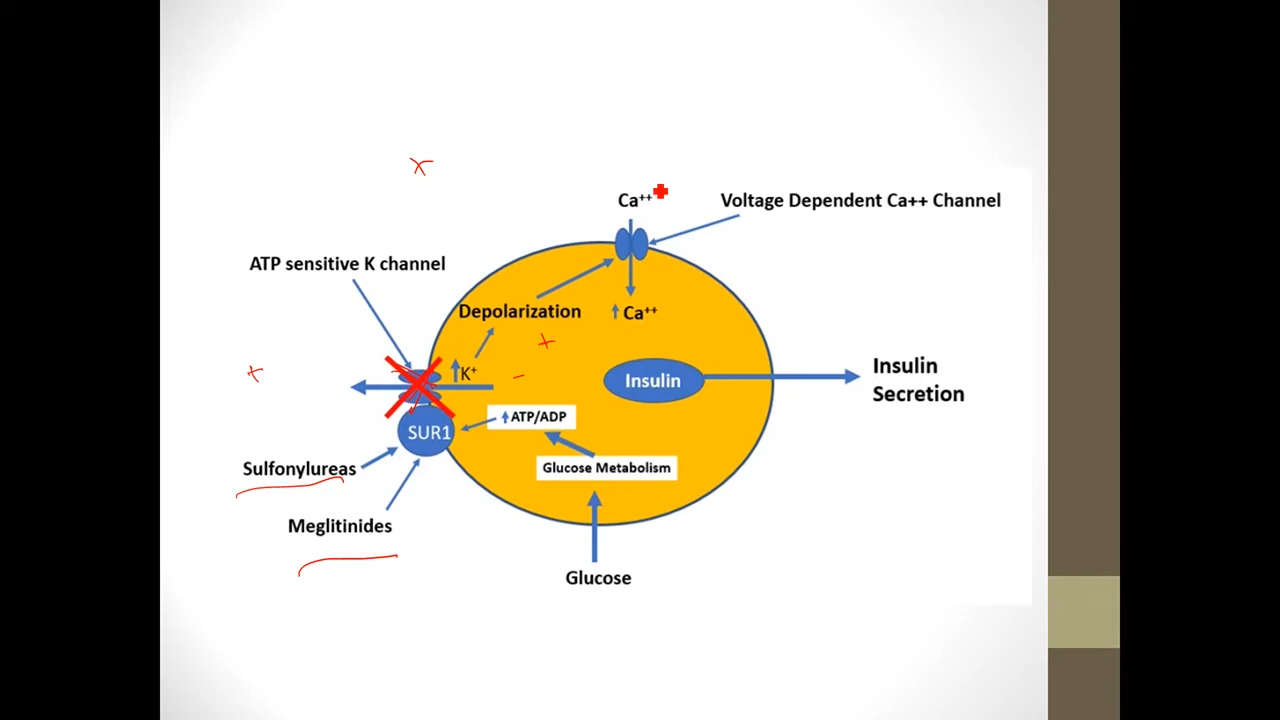 Ca⁺⁺
Voltage Dependent Ca++ Channel
ATP sensitive K channel
Depolarization
↑ Ca⁺⁺
↑K⁺
Insulin
Insulin
Secretion
↑ATP/ADP
SUR1
Sulfonylureas
Glucose Metabolism
Meglitinides
Glucose